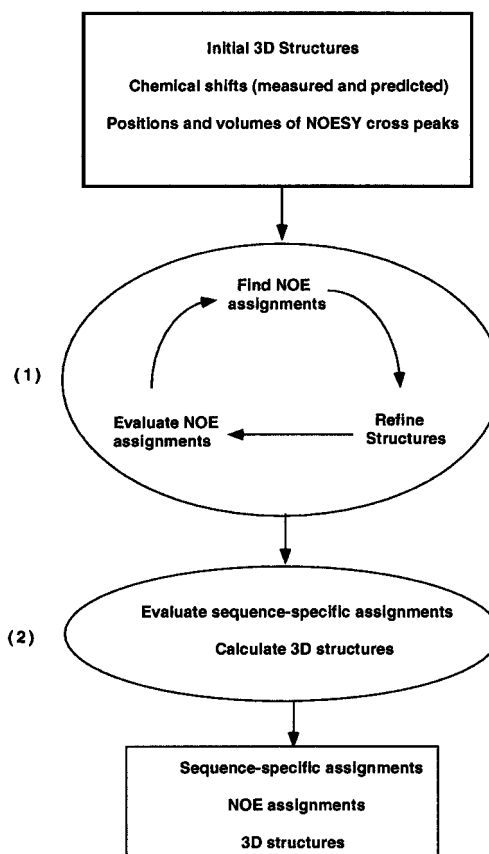 Initial 3D Structures
Chemical shifts (measured and predicted)
Positions and volumes of NOESY cross peaks
Find NOE
assignments
(1)
Evaluate NOE
assignments
Refine
Structures
Evaluate sequence-specific assignments
(2)
Calculate 3D structures
Sequence-specific assignments
NOE assignments
3D structures